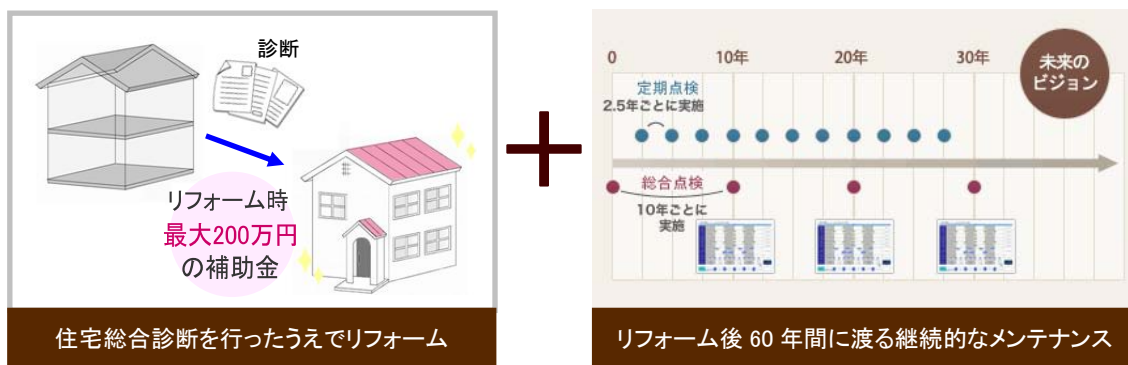 診断
リフォーム時
最大200万円
の補助金
住宅総合診断を行ったうえでリフォーム
0
10年
20年
30年
未来の
ビジョン
定期点検
2.5年ごとに実施
総合点検
10年ごとに
実施
リフォーム後 60 年間に渡る継続的なメンテナンス